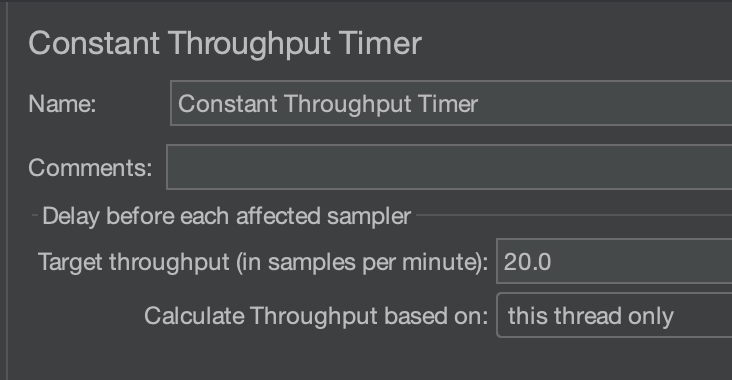 Constant Throughput Timer
Name: Constant Throughput Timer
Comments:
Delay before each affected sampler
Target throughput (in samples per minute): 20.0
Calculate Throughput based on: this thread only